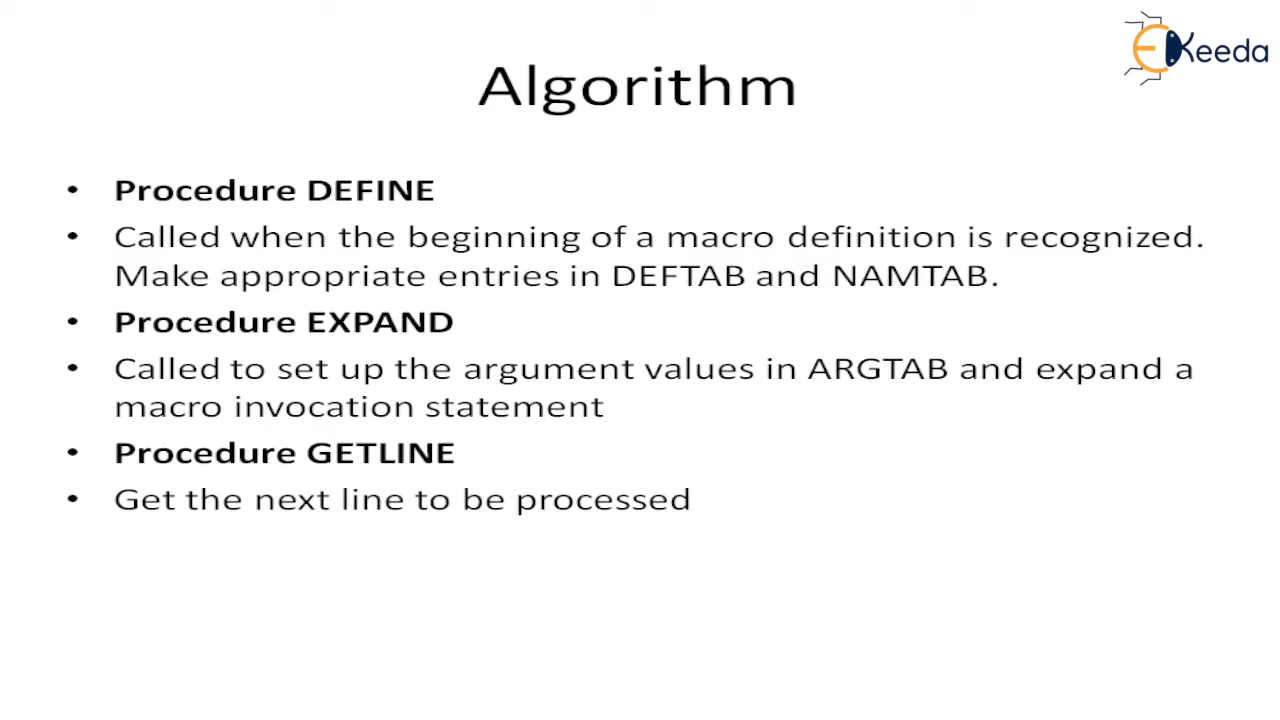 EKeeda
Algorithm
• Procedure DEFINE
• Called when the beginning of a macro definition is recognized.
Make appropriate entries in DEFTAB and NAMTAB.
• Procedure EXPAND
• Called to set up the argument values in ARGTAB and expand a
macro invocation statement
• Procedure GETLINE
• Get the next line to be processed